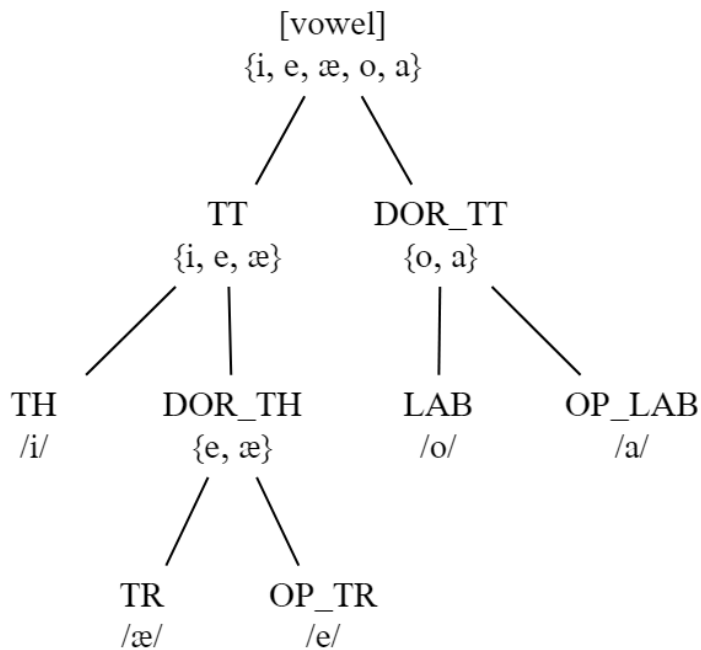 [vowel]
{i, e, æ, o, a}
TT DOR_TT
{i, e, æ} {o, a}
TH DOR_TH LAB OP_LAB
/i/ {e, æ} /o/ /a/
TR OP_TR
/æ/ /e/